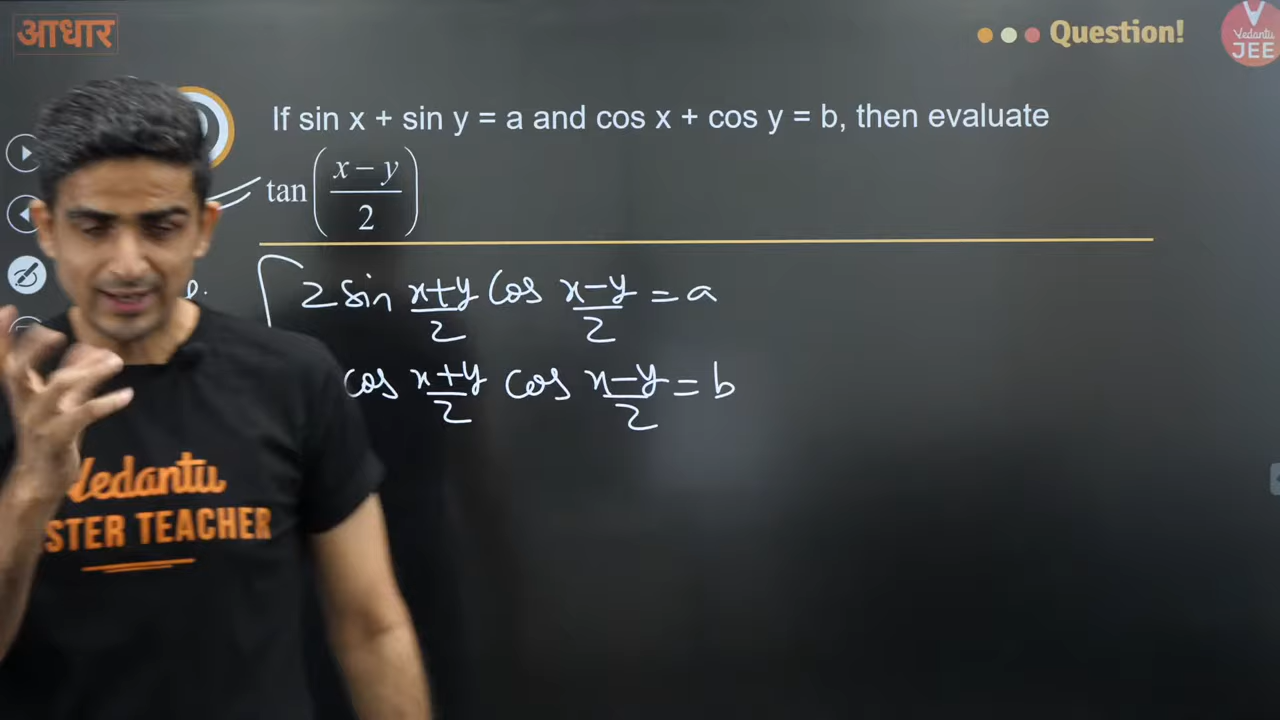 आधार
Question!
Vedantu
JEE
If sin x + sin y = a and cos x + cos y = b, then evaluate
tan(x − y / 2)
2 sin x+y/2 cos x−y/2 = a
cos x+y/2 cos x−y/2 = b
Vedantu
STER TEACHER